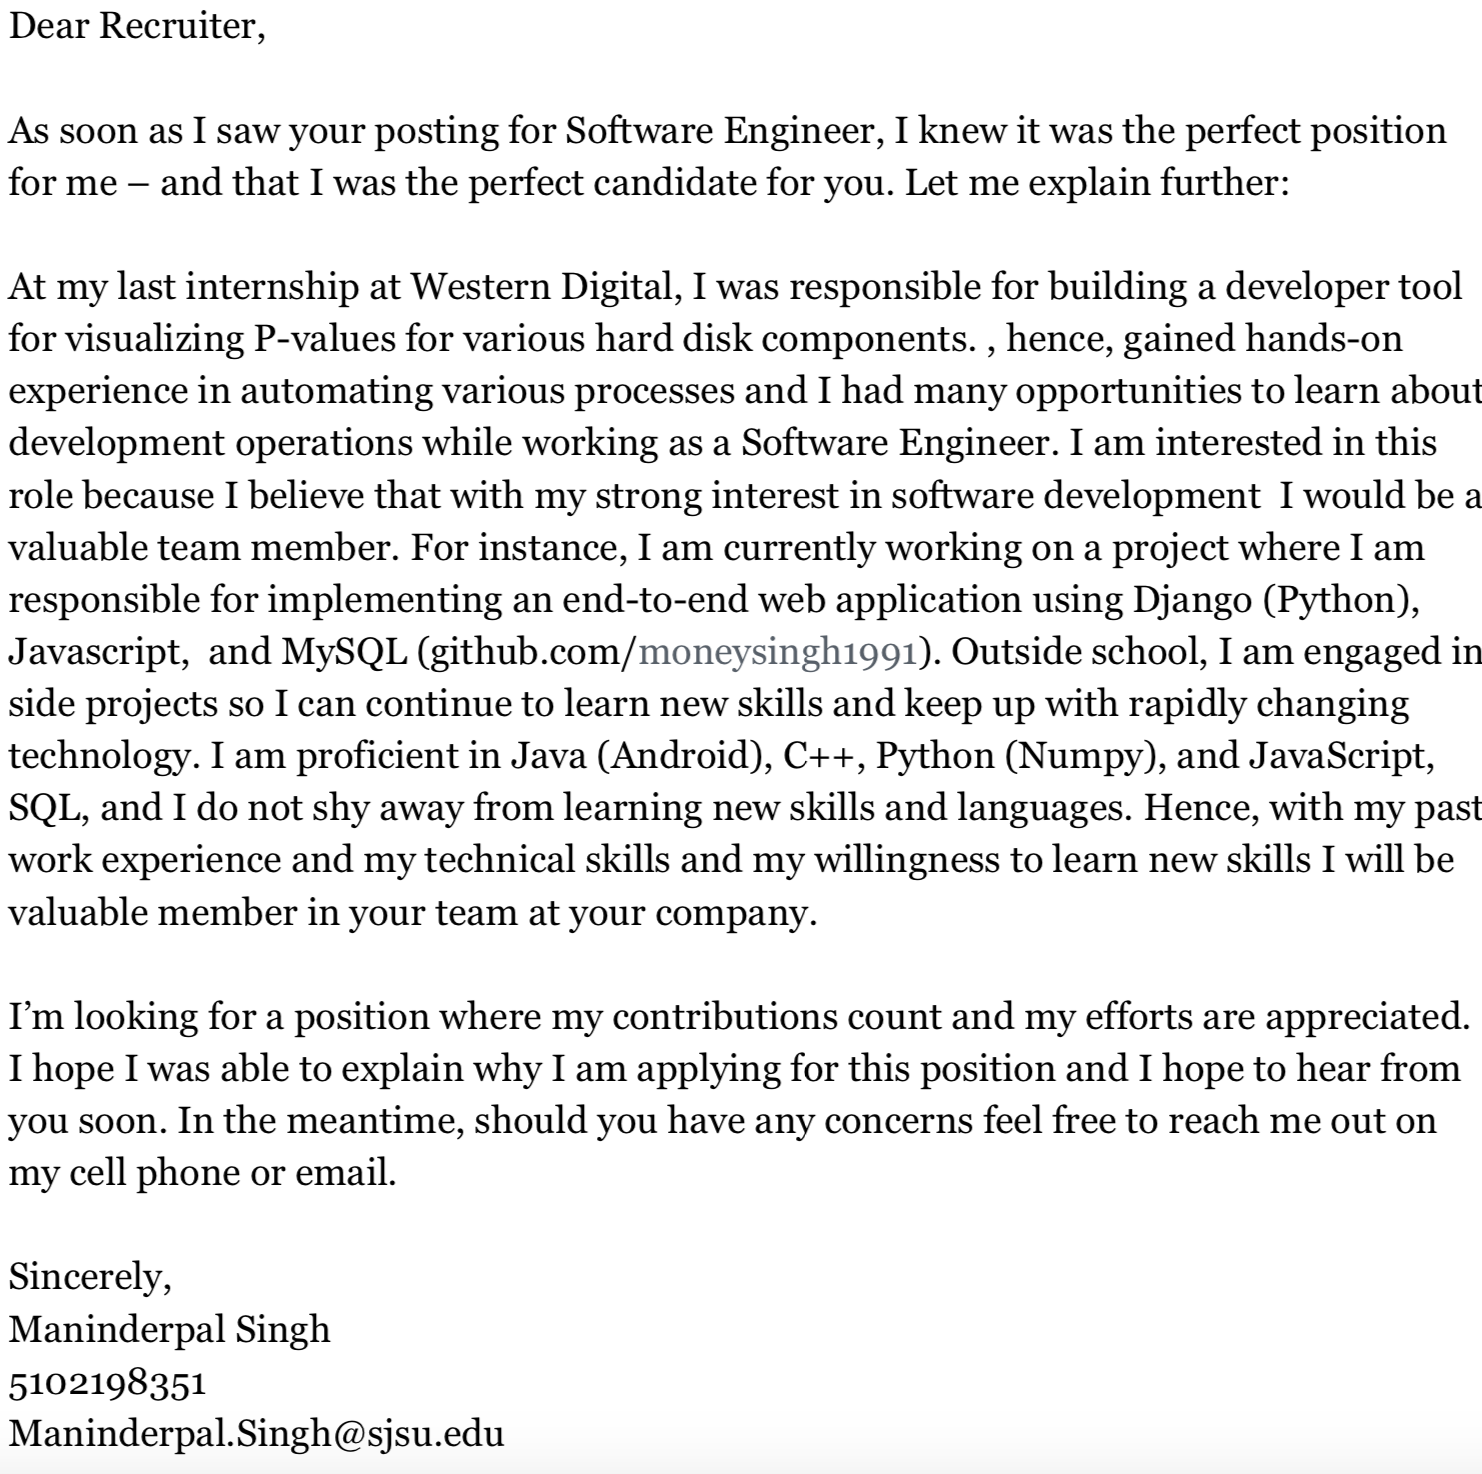 Dear Recruiter,
As soon as I saw your posting for Software Engineer, I knew it was the perfect position
for me – and that I was the perfect candidate for you. Let me explain further:
At my last internship at Western Digital, I was responsible for building a developer tool
for visualizing P-values for various hard disk components. , hence, gained hands-on
experience in automating various processes and I had many opportunities to learn about
development operations while working as a Software Engineer. I am interested in this
role because I believe that with my strong interest in software development  I would be a
valuable team member. For instance, I am currently working on a project where I am
responsible for implementing an end-to-end web application using Django (Python),
Javascript,  and MySQL (github.com/moneysingh1991). Outside school, I am engaged in
side projects so I can continue to learn new skills and keep up with rapidly changing
technology. I am proficient in Java (Android), C++, Python (Numpy), and JavaScript,
SQL, and I do not shy away from learning new skills and languages. Hence, with my past
work experience and my technical skills and my willingness to learn new skills I will be
valuable member in your team at your company.
I’m looking for a position where my contributions count and my efforts are appreciated.
I hope I was able to explain why I am applying for this position and I hope to hear from
you soon. In the meantime, should you have any concerns feel free to reach me out on
my cell phone or email.
Sincerely,
Maninderpal Singh
5102198351
Maninderpal.Singh@sjsu.edu